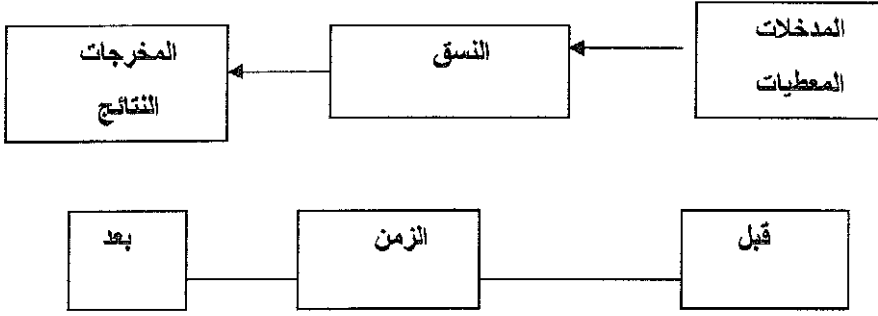 المدخلات
المعطيات
النسق
المخرجات
النتائج
قبل
الزمن
بعد